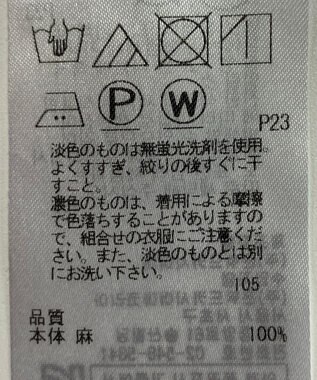 P
W
P23
淡色のものは無蛍光洗剤を使用。
よくすすぎ、絞りの後すぐに干
すこと。
濃色のものは、着用による摩擦
で色落ちすることがありますの
で、組合せの衣服にご注意くだ
さい。また、淡色のものとは別
にお洗い下さい。
105
品質
本体 麻 100%